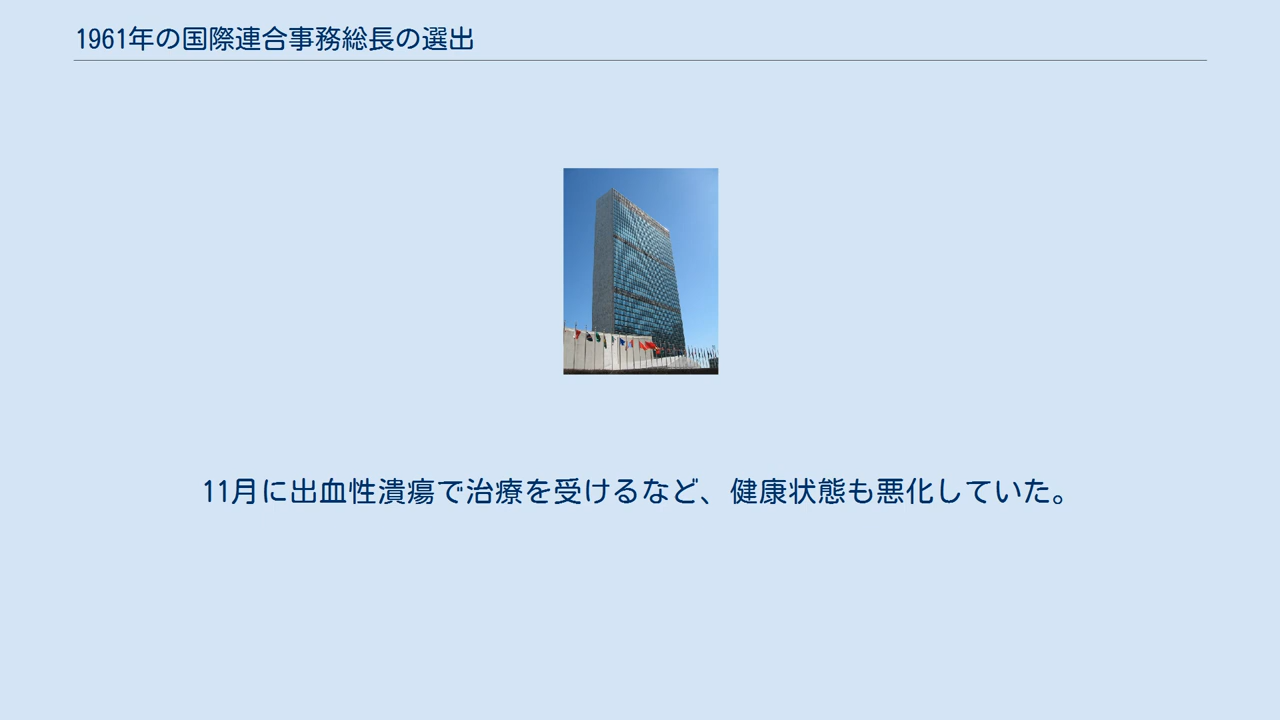 1961年の国際連合事務総長の選出
11月に出血性潰瘍で治療を受けるなど、健康状態も悪化していた。